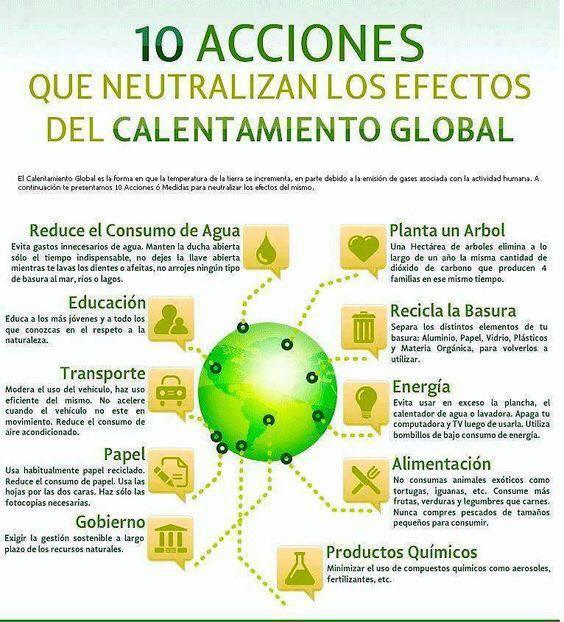 10 ACCIONES
QUE NEUTRALIZAN LOS EFECTOS
DEL CALENTAMIENTO GLOBAL
El Calentamiento Global es la forma en que la temperatura de la tierra se incrementa, en parte debido a la emisión de gases asociada con la actividad humana. A
continuación te presentamos 10 Acciones ó Medidas para neutralizar los efectos del mismo.
Reduce el Consumo de Agua
Evita gastos innecesarios de agua. Manten la ducha abierta
sólo el tiempo indispensable, no dejes la llave abierta
mientras te lavas los dientes o afeitas, no arrojes ningún tipo
de basura al mar, ríos o lagos.
Educación
Educa a los más jóvenes y a todo los
que conozcas en el respeto a la
naturaleza.
Transporte
Modera el uso del vehículo, haz uso
eficiente del mismo. No acelere
cuando el vehículo no este en
movimiento. Reduce el consumo de
aire acondicionado.
Papel
Usa habitualmente papel reciclado.
Reduce el consumo de papel. Usa las
hojas por las dos caras. Haz sólo las
fotocopias necesarias.
Gobierno
Exigir la gestión sostenible a largo
plazo de los recursos naturales.
Planta un Arbol
Una Hectárea de arboles elimina a lo
largo de un año la misma cantidad de
dióxido de carbono que producen 4
familias en ese mismo tiempo.
Recicla la Basura
Separa los distintos elementos de tu
basura: Aluminio, Papel, Vidrio, Plásticos
y Materia Orgánica, para volverlos a
utilizar.
Energía
Evita usar en exceso la plancha, el
calentador de agua o lavadora. Apaga tu
computadora y TV luego de usarla. Utiliza
bombillos de bajo consumo de energía.
Alimentación
No consumas animales exóticos como
tortugas, iguanas, etc. Consume más
frutas, verduras y legumbres que carnes.
Nunca compres pescados de tamaños
pequeños para consumir.
Productos Químicos
Minimizar el uso de compuestos químicos como aerosoles,
fertilizantes, etc.